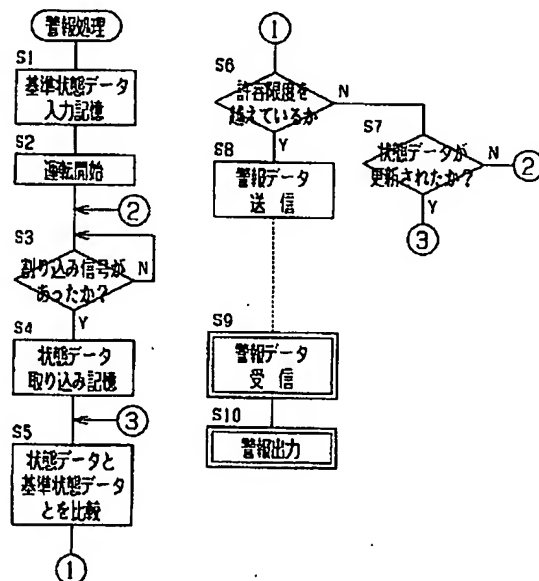 警報処理
S1
基準状態データ
入力記憶
S2
運転開始
②
S3
割り込み信号が
あったか？
N
Y
S4
状態データ
取り込み記憶
③
S5
状態データと
基準状態データ
とを比較
①
①
S6
許容限度を
越えているか
N
Y
S7
状態データが
更新されたか？
N
②
Y
③
S8
警報データ
送信
S9
警報データ
受信
S10
警報出力